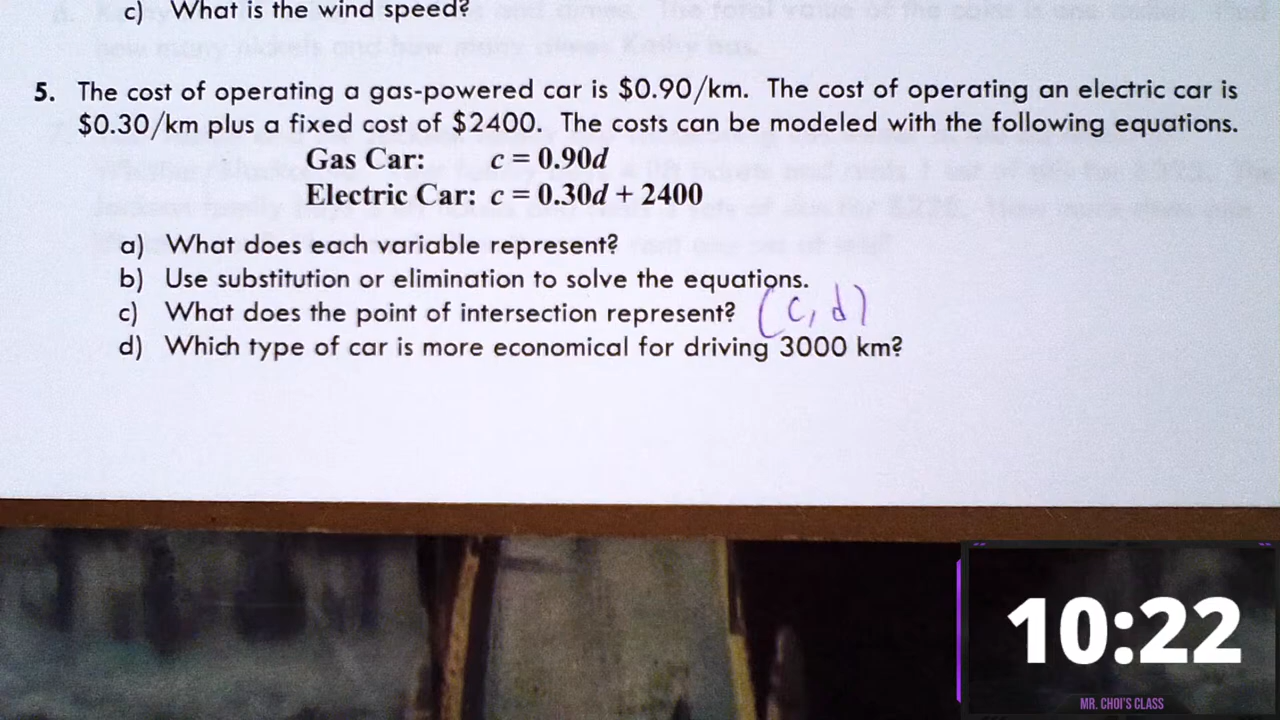 c) What is the wind speed?
5. The cost of operating a gas-powered car is $0.90/km. The cost of operating an electric car is
$0.30/km plus a fixed cost of $2400. The costs can be modeled with the following equations.
Gas Car: c = 0.90d
Electric Car: c = 0.30d + 2400
a) What does each variable represent?
b) Use substitution or elimination to solve the equations.
c) What does the point of intersection represent? (c, d)
d) Which type of car is more economical for driving 3000 km?
10:22
MR. CHOI'S CLASS